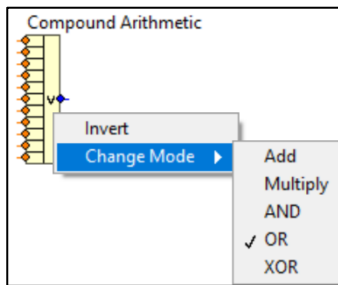 Compound Arithmetic
V
Invert
Change Mode
Add
Multiply
AND
OR
XOR